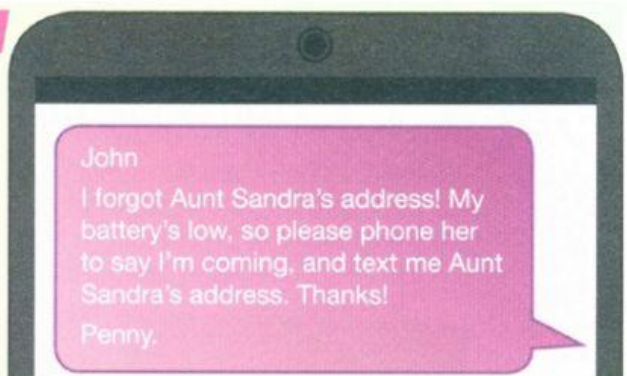 John
I forgot Aunt Sandra's address! My
battery's low, so please phone her
to say I'm coming, and text me Aunt
Sandra's address. Thanks!
Penny.